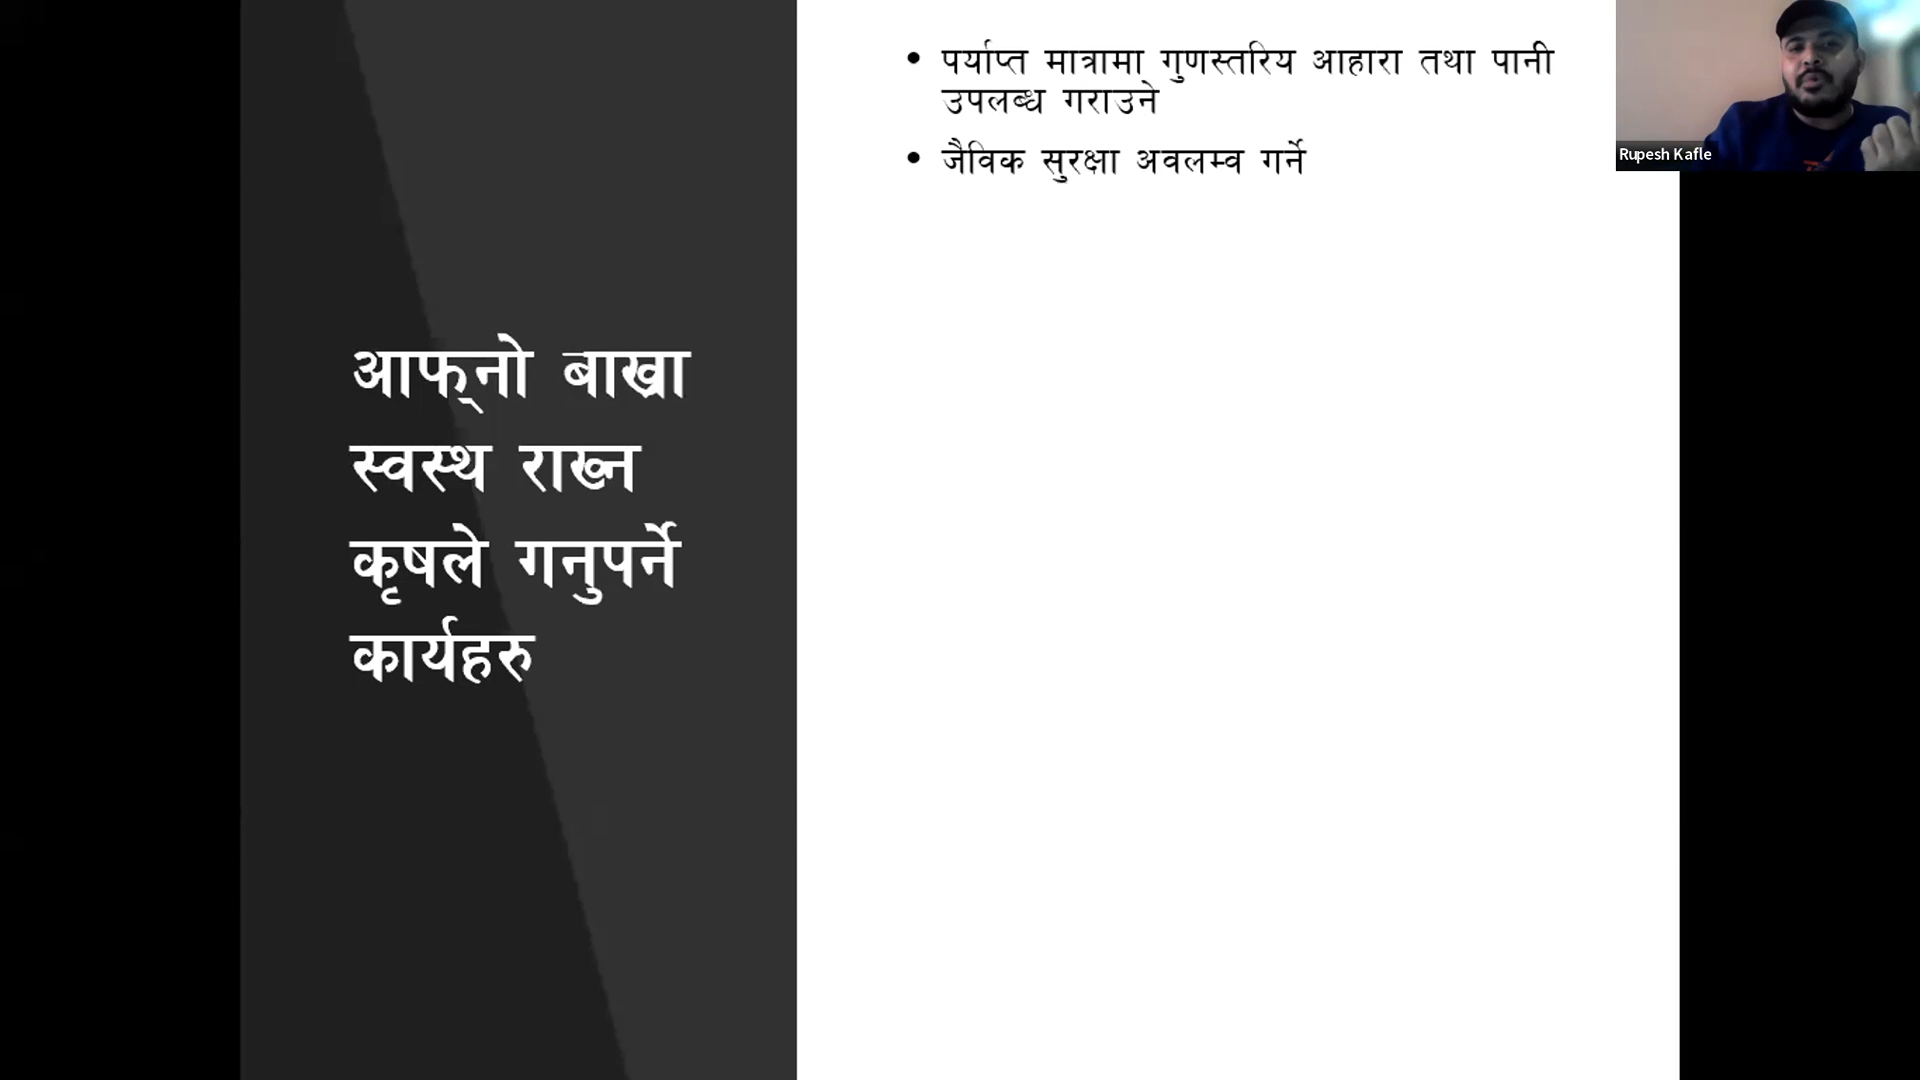 आफ्‌नो बाख्रा
स्वस्थ राख्न
कृषले गनुपर्ने
कार्यहरु
• पर्याप्त मात्रामा गुणस्तरिय आहारा तथा पानी
उपलब्ध गराउने
• जैविक सुरक्षा अवलम्व गर्ने
Rupesh Kafle